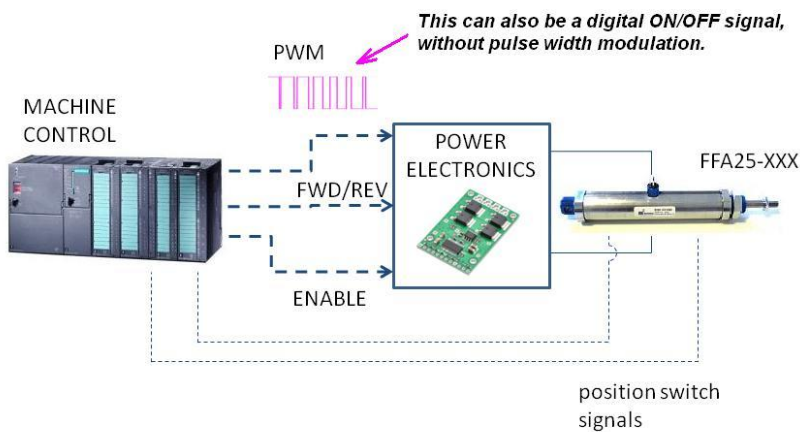 This can also be a digital ON/OFF signal,
without pulse width modulation.
PWM
MACHINE
CONTROL
POWER
ELECTRONICS
FFA25-XXX
FWD/REV
ENABLE
position switch
signals